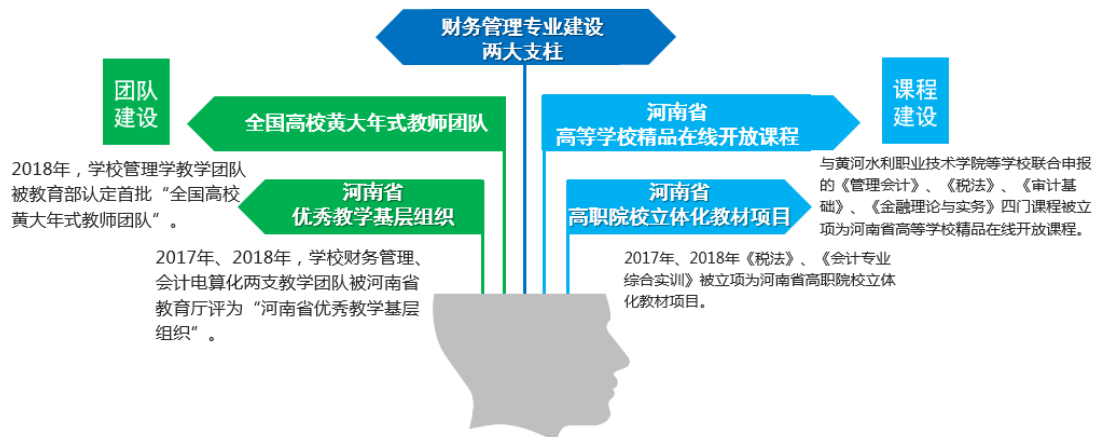 财务管理专业建设
两大支柱
团队
建设
全国高校黄大年式教师团队
2018年，学校管理学教学团队
被教育部认定首批“全国高校
黄大年式教师团队”。
河南省
优秀教学基层组织
2017年、2018年，学校财务管理、
会计电算化两支教学团队被河南省
教育厅评为“河南省优秀教学基层
组织”。
课程
建设
河南省
高等学校精品在线开放课程
与黄河水利职业技术学院等学校联合申报
的《管理会计》、《税法》、《审计基
础》、《金融理论与实务》四门课程被立
项为河南省高等学校精品在线开放课程。
河南省
高职院校立体化教材项目
2017年、2018年《税法》、《会计专业
综合实训》被立项为河南省高职院校立体
化教材项目。